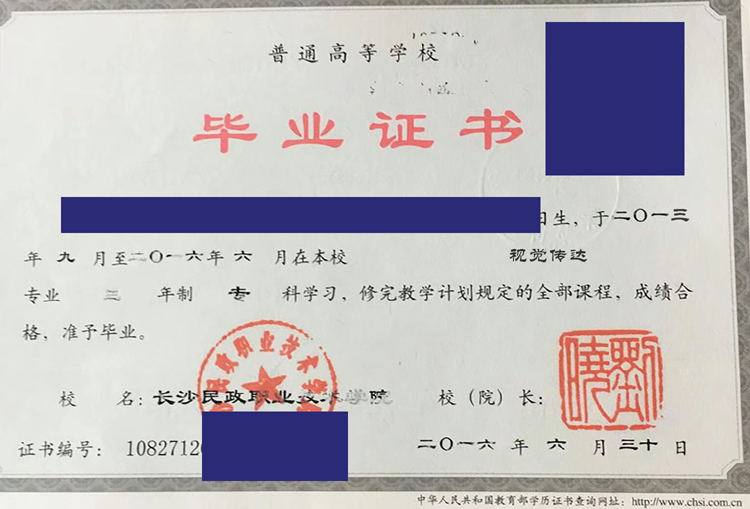 普通高等学校
毕业证书
日生，于二〇一三
年九月至二〇一六年六月在本校 视觉传达
专业 三 年制 专 科学习，修完教学计划规定的全部课程，成绩合
格，准予毕业。
校 名：长沙民政职业技术学院 校（院）长：
证书编号：10827120
二〇一六年六月三十日
中华人民共和国教育部学历证书查询网址：http://www.chsi.com.cn